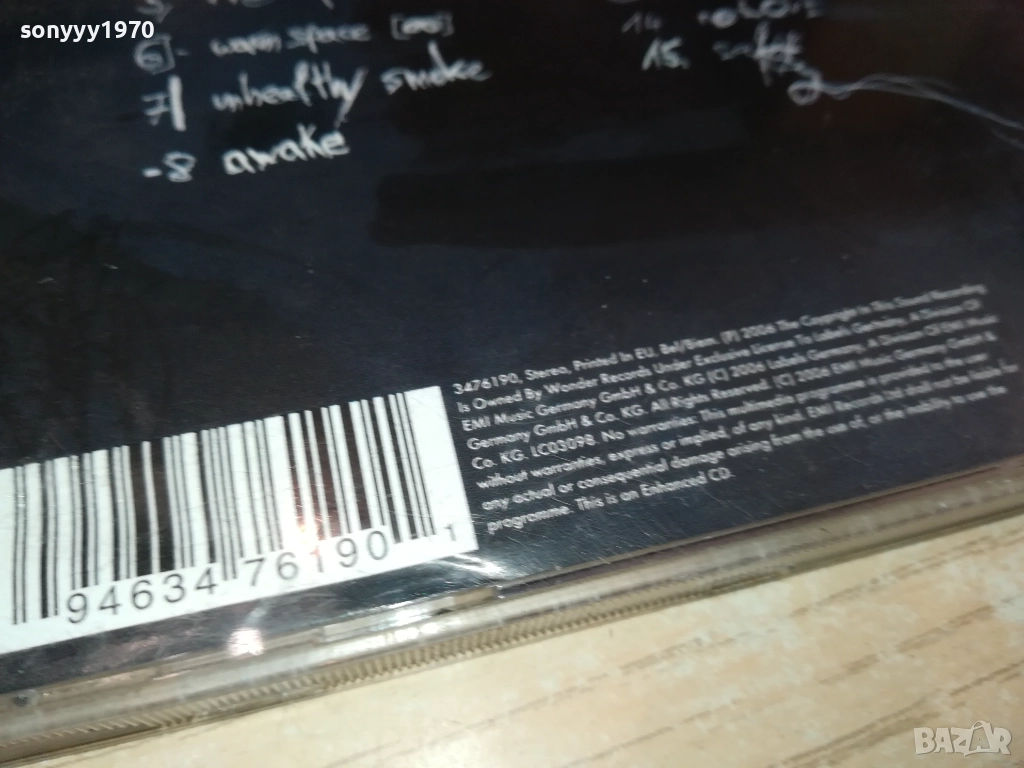 sonyyy1970
[6]- warm space [∞]
7| unhealthy smoke
-8 awake
14
15.
3476190, Stereo, Printed In EU. Bel/Biem. (P) 2006 The Copyright In This Sound Recording
Is Owned By Wonder Records Under Exclusive License To Labels Germany, A Division Of
EMI Music Germany GmbH & Co. KG (C) 2006 Labels Germany, A Division Of EMI Music
Germany GmbH & Co. KG. All Rights Reserved. (C) 2006 EMI Music Germany GmbH &
Co. KG. LC03098. No warranties: This multimedia programme is provided to the user
without warranties, express or implied, of any kind. EMI Records Ltd shall not be liable for
any actual or consequential damage arising from the use of, or the inability to use the
programme. This is an Enhanced CD.
94634 76190 1
BAZAR